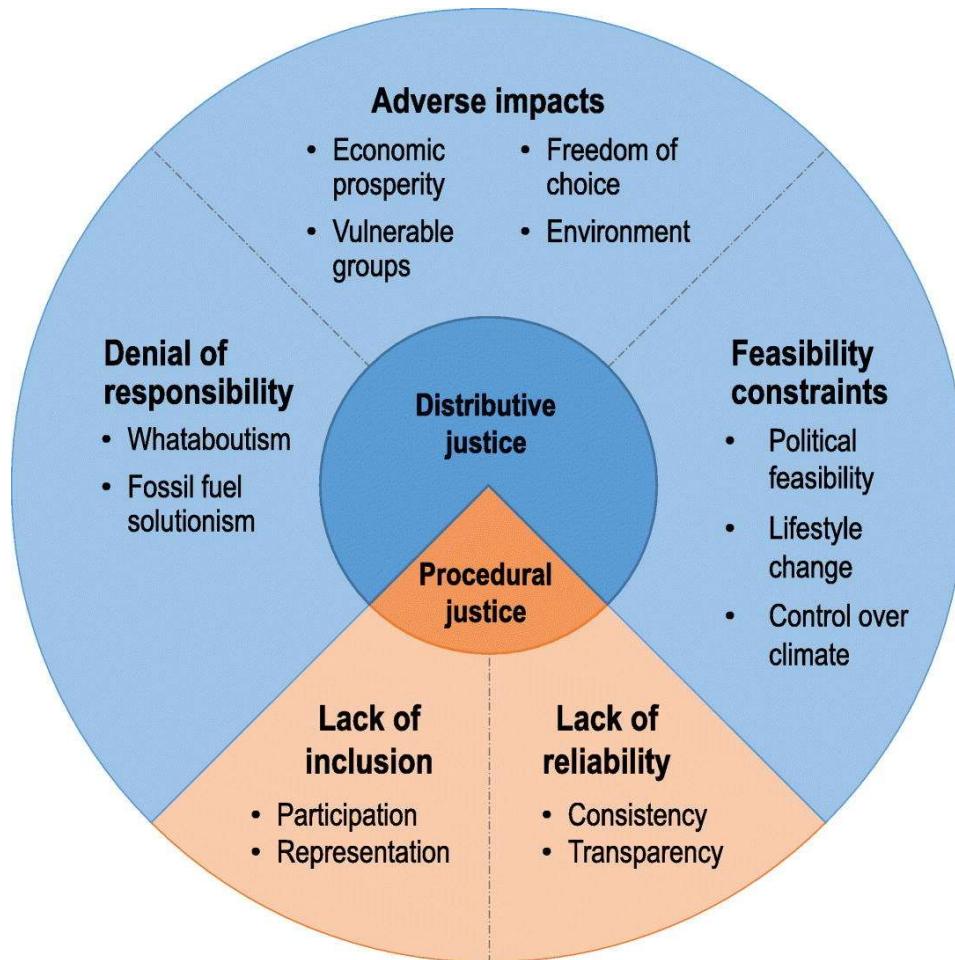 Adverse impacts
• Economic
prosperity
• Vulnerable
groups
• Freedom of
choice
• Environment
Denial of
responsibility
• Whataboutism
• Fossil fuel
solutionism
Distributive
justice
Feasibility
constraints
• Political
feasibility
• Lifestyle
change
• Control over
climate
Procedural
justice
Lack of
inclusion
• Participation
• Representation
Lack of
reliability
• Consistency
• Transparency